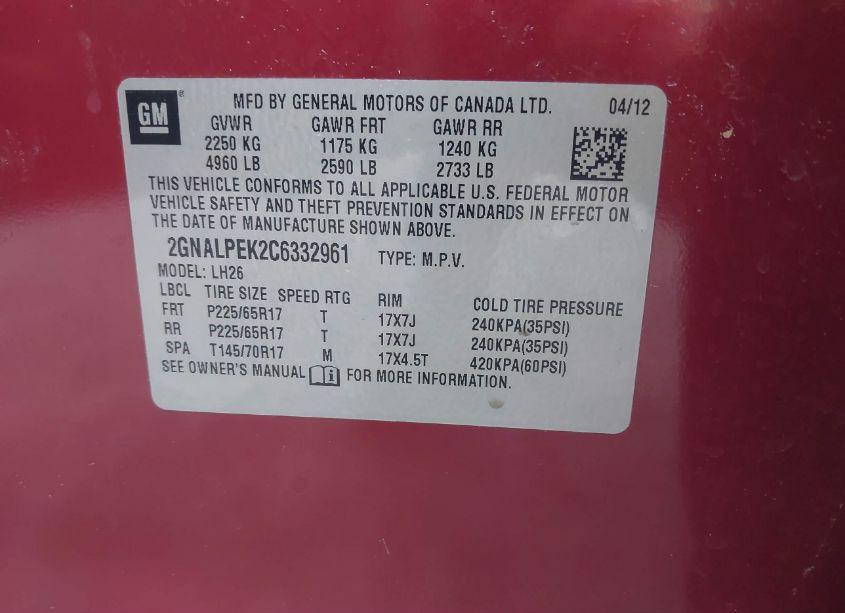 GM ® MFD BY GENERAL MOTORS OF CANADA LTD. 04/12
GVWR GAWR FRT GAWR RR
2250 KG 1175 KG 1240 KG
4960 LB 2590 LB 2733 LB
THIS VEHICLE CONFORMS TO ALL APPLICABLE U.S. FEDERAL MOTOR
VEHICLE SAFETY AND THEFT PREVENTION STANDARDS IN EFFECT ON
THE DATE OF MANUFACTURE SHOWN ABOVE.
2GNALPEK2C6332961 TYPE: M.P.V.
MODEL: LH26
LBCL TIRE SIZE SPEED RTG RIM COLD TIRE PRESSURE
FRT P225/65R17 T 17X7J 240KPA(35PSI)
RR P225/65R17 T 17X7J 240KPA(35PSI)
SPA T145/70R17 M 17X4.5T 420KPA(60PSI)
SEE OWNER'S MANUAL i FOR MORE INFORMATION.